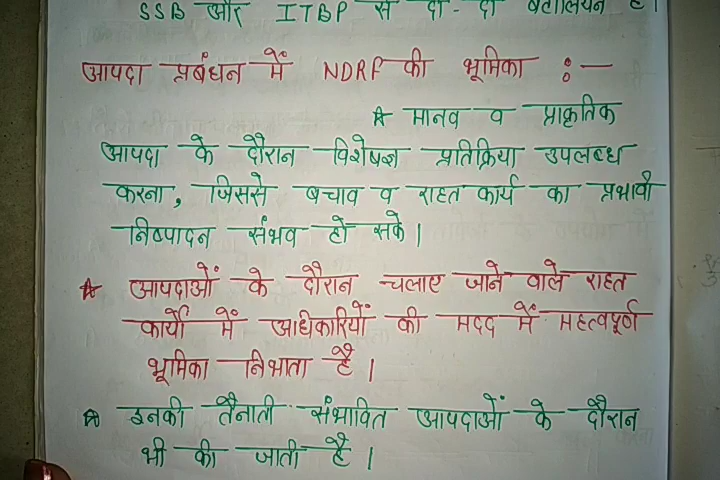 SSB और ITBP से दो-दो बटालियन है।
आपदा प्रबंधन में NDRF की भूमिका :—
☆ मानव व प्राकृतिक
आपदा के दौरान विशेषज्ञ प्रतिक्रिया उपलब्ध
करना, जिससे बचाव व राहत कार्य का प्रभावी
निष्पादन संभव हो सके।
☆ आपदाओं के दौरान चलाए जाने वाले राहत
कार्यों में अधिकारियों की मदद में महत्वपूर्ण
भूमिका निभाता है।
☆ इनकी तैनाती संभावित आपदाओं के दौरान
भी की जाती है।